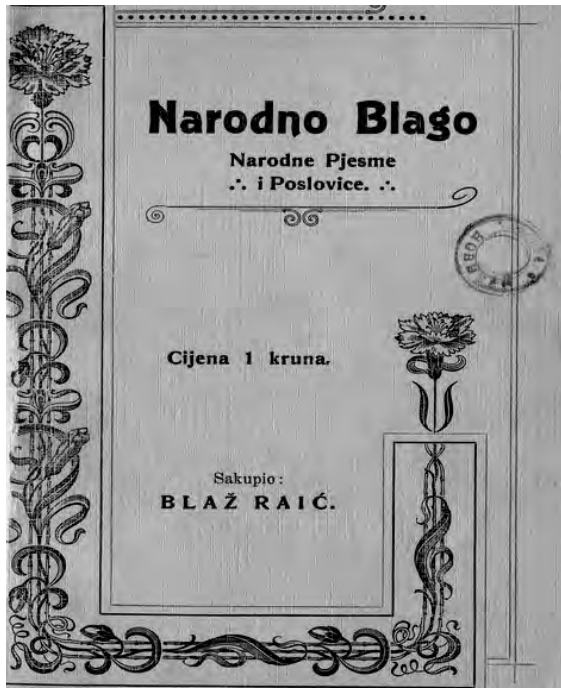 Narodno Blago
Narodne Pjesme
.·. i Poslovice. .·.
Cijena 1 kruna.
Sakupio:
BLAŽ RAIĆ.